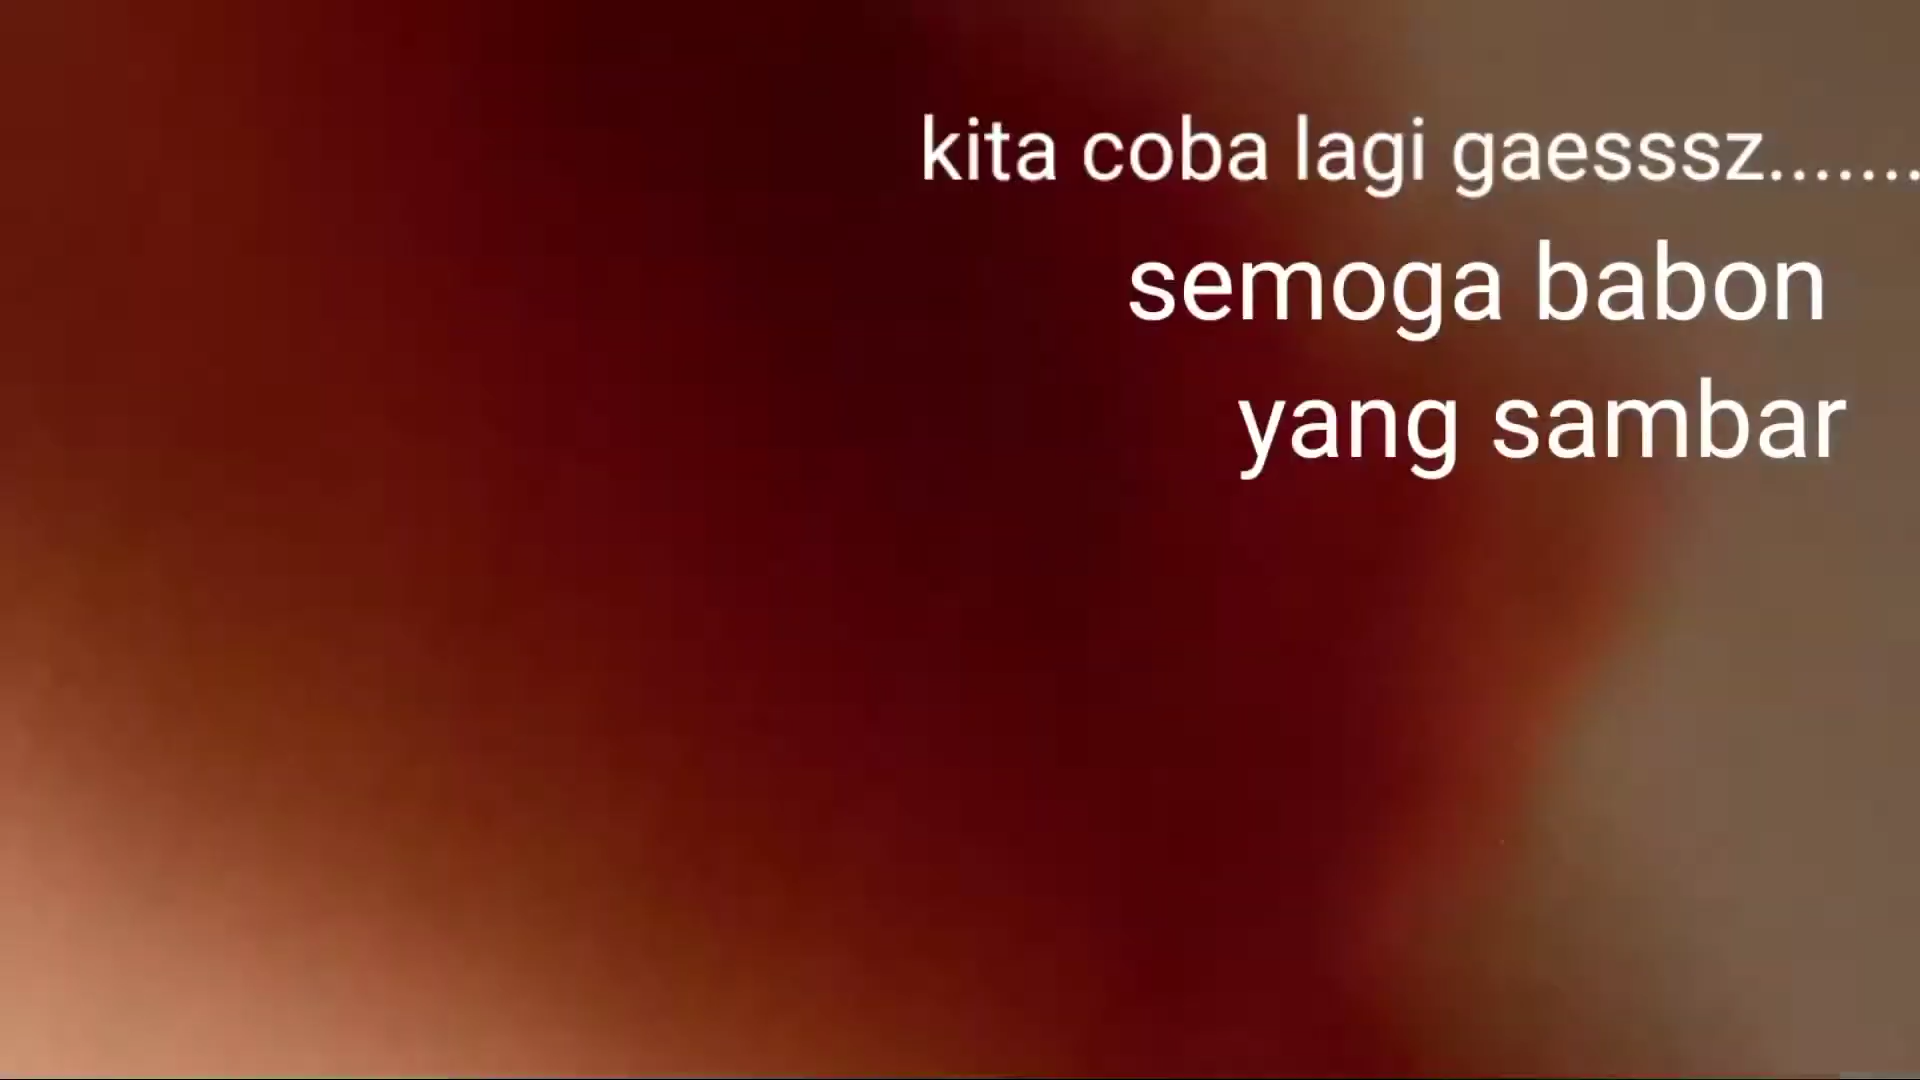 kita coba lagi gaesssz.......
semoga babon
yang sambar